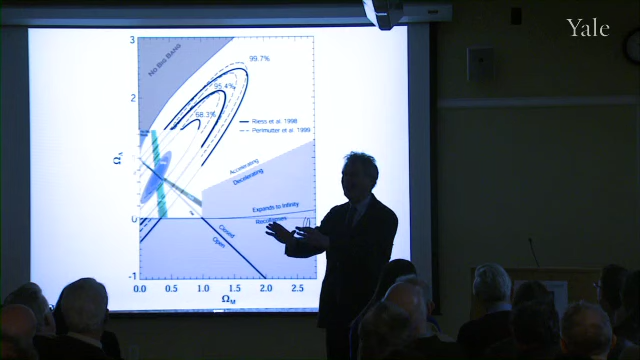 Yale
3
NO BIG BANG
99.7%
95.4%
68.3%
2
Riess et al. 1998
Perlmutter et al. 1999
1
ΩΛ
Accelerating
Decelerating
Expands to Infinity
Recollapses
0
Closed
Open
-1
0.0 0.5 1.0 1.5 2.0 2.5
ΩM